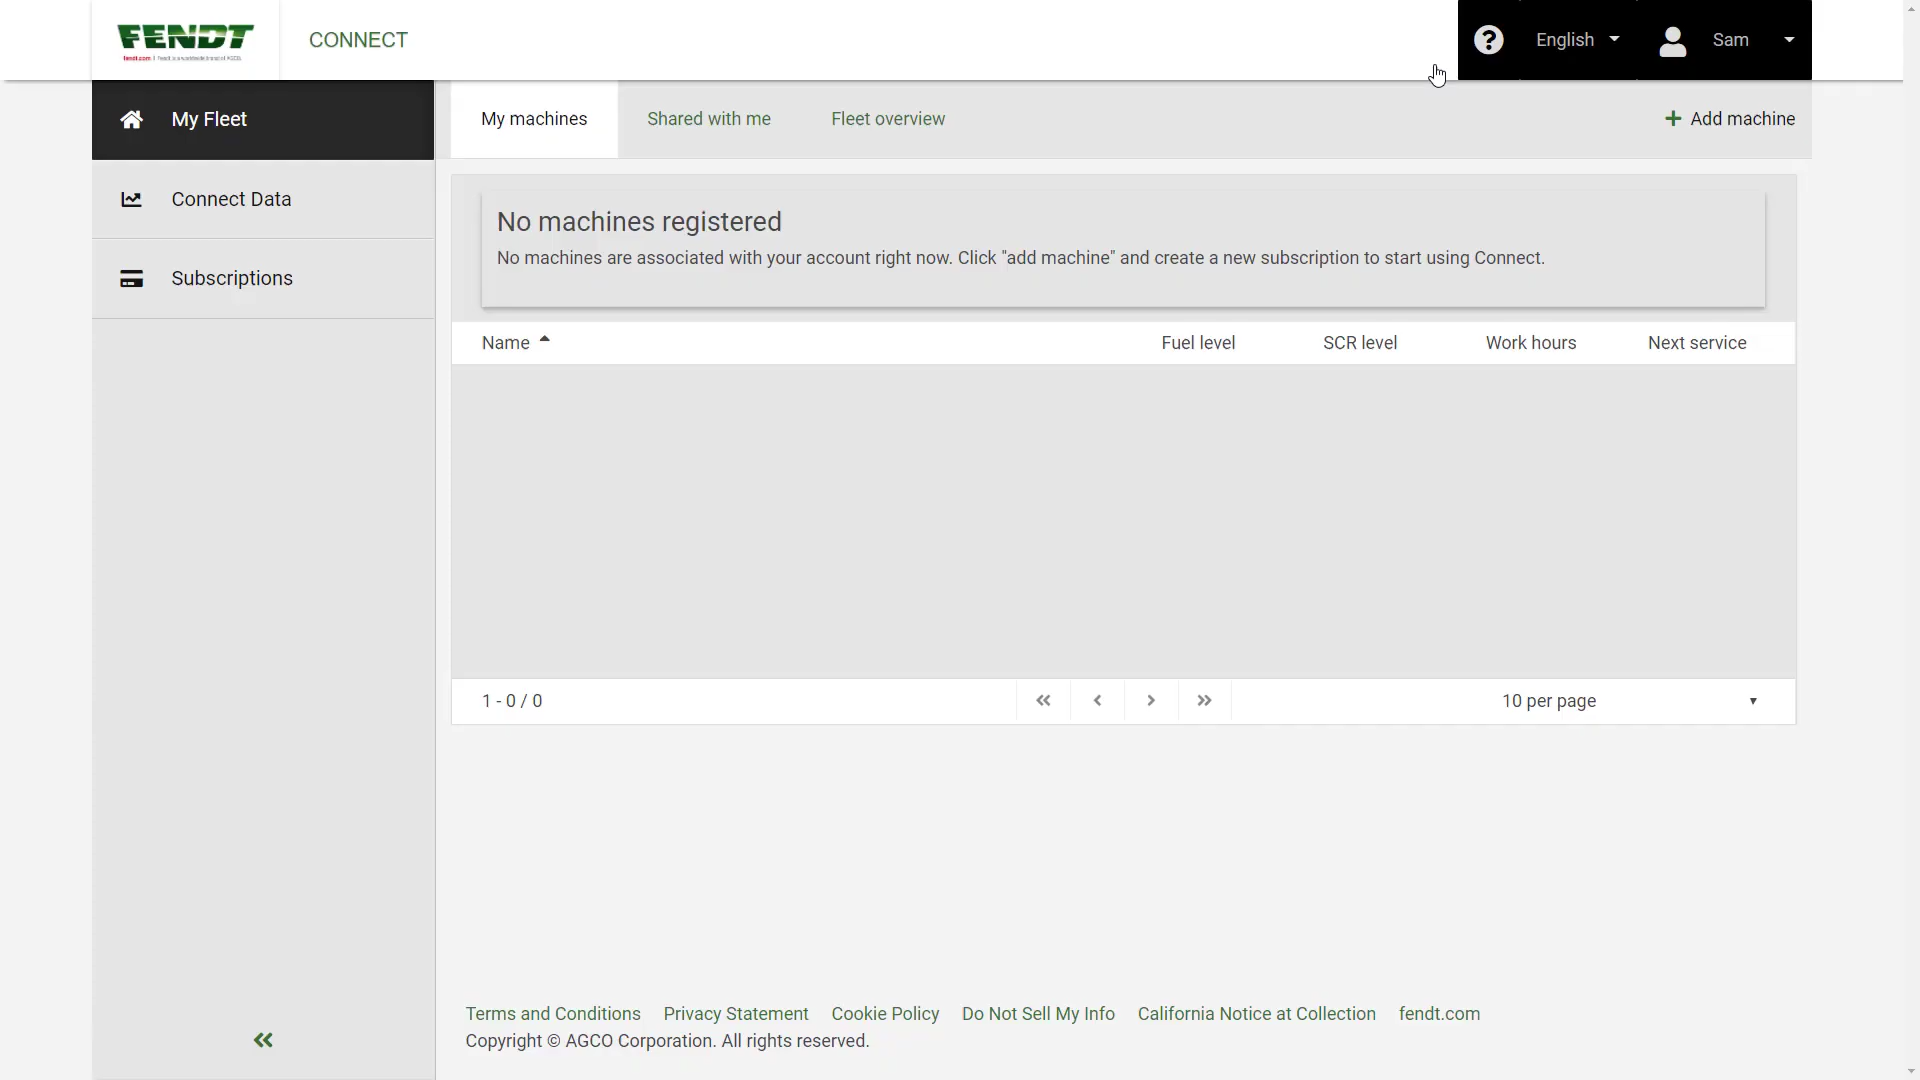 FENDT
CONNECT
English
Sam
My Fleet
My machines
Shared with me
Fleet overview
Add machine
Connect Data
Subscriptions
No machines registered
No machines are associated with your account right now. Click "add machine" and create a new subscription to start using Connect.
Name
Fuel level
SCR level
Work hours
Next service
1 - 0 / 0
10 per page
Terms and Conditions
Privacy Statement
Cookie Policy
Do Not Sell My Info
California Notice at Collection
fendt.com
Copyright © AGCO Corporation. All rights reserved.